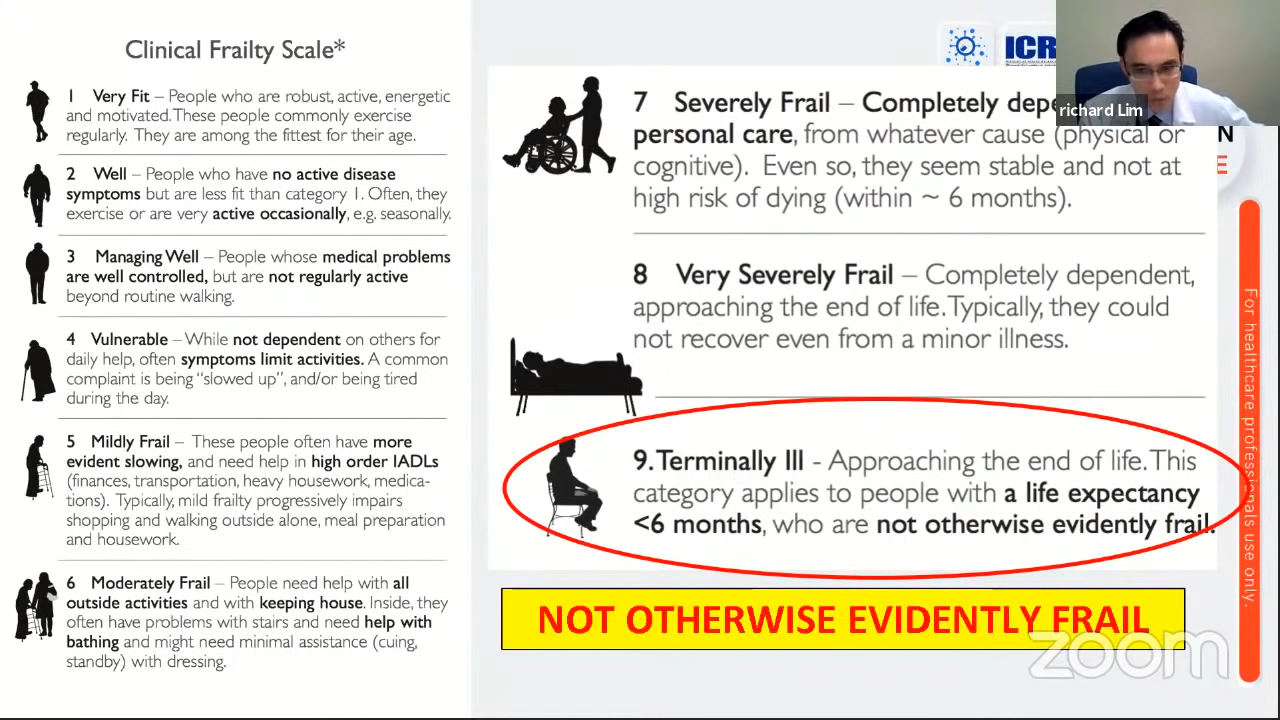 Clinical Frailty Scale*
1 Very Fit – People who are robust, active, energetic
and motivated. These people commonly exercise
regularly. They are among the fittest for their age.
2 Well – People who have no active disease
symptoms but are less fit than category 1. Often, they
exercise or are very active occasionally, e.g. seasonally.
3 Managing Well – People whose medical problems
are well controlled, but are not regularly active
beyond routine walking.
4 Vulnerable – While not dependent on others for
daily help, often symptoms limit activities. A common
complaint is being "slowed up", and/or being tired
during the day.
5 Mildly Frail – These people often have more
evident slowing, and need help in high order IADLs
(finances, transportation, heavy housework, medica-
tions). Typically, mild frailty progressively impairs
shopping and walking outside alone, meal preparation
and housework.
6 Moderately Frail – People need help with all
outside activities and with keeping house. Inside, they
often have problems with stairs and need help with
bathing and might need minimal assistance (cuing,
standby) with dressing.
ICR
richard Lim
7 Severely Frail – Completely depe
personal care, from whatever cause (physical or
cognitive). Even so, they seem stable and not at
high risk of dying (within ~ 6 months).
8 Very Severely Frail – Completely dependent,
approaching the end of life. Typically, they could
not recover even from a minor illness.
9. Terminally Ill - Approaching the end of life. This
category applies to people with a life expectancy
<6 months, who are not otherwise evidently frail.
NOT OTHERWISE EVIDENTLY FRAIL
N
E
For healthcare professionals use only.
zoom